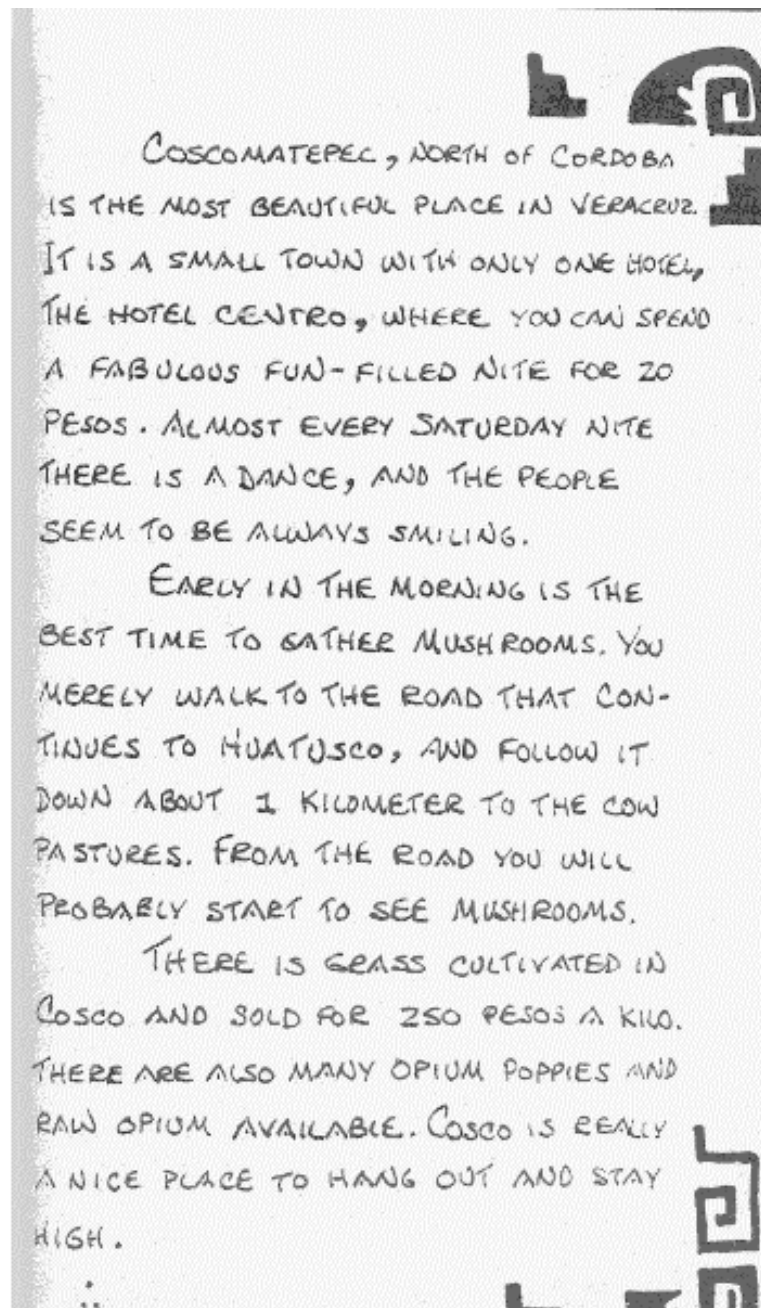 COSCOMATEPEC, NORTH OF CORDOBA
IS THE MOST BEAUTIFUL PLACE IN VERACRUZ.
IT IS A SMALL TOWN WITH ONLY ONE HOTEL,
THE HOTEL CENTRO, WHERE YOU CAN SPEND
A FABULOUS FUN-FILLED NITE FOR 20
PESOS. ALMOST EVERY SATURDAY NITE
THERE IS A DANCE, AND THE PEOPLE
SEEM TO BE ALWAYS SMILING.
EARLY IN THE MORNING IS THE
BEST TIME TO GATHER MUSHROOMS. YOU
MERELY WALK TO THE ROAD THAT CON-
TINUES TO HUATUSCO, AND FOLLOW IT
DOWN ABOUT 1 KILOMETER TO THE COW
PASTURES. FROM THE ROAD YOU WILL
PROBABLY START TO SEE MUSHROOMS.
THERE IS GRASS CULTIVATED IN
COSCO AND SOLD FOR 250 PESOS A KILO.
THERE ARE ALSO MANY OPIUM POPPIES AND
RAW OPIUM AVAILABLE. COSCO IS REALLY
A NICE PLACE TO HANG OUT AND STAY
HIGH.